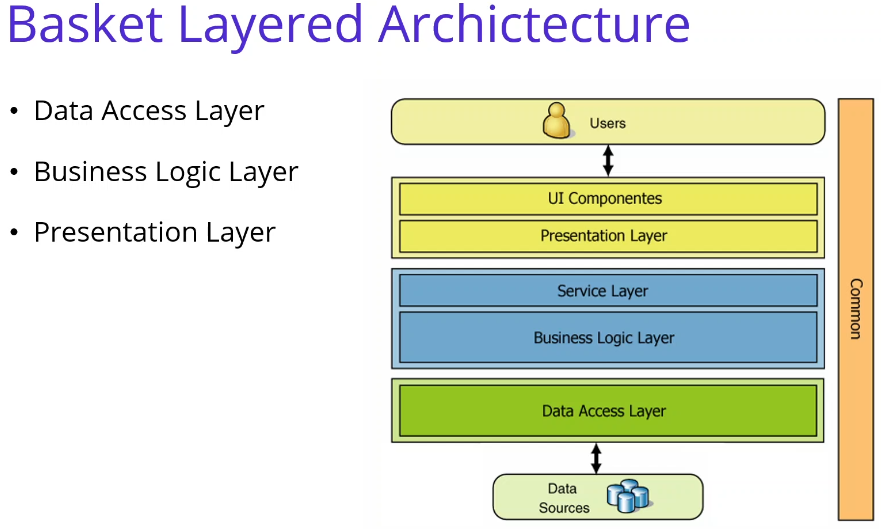 Basket Layered Archictecture
• Data Access Layer
• Business Logic Layer
• Presentation Layer
Users
UI Componentes
Presentation Layer
Service Layer
Business Logic Layer
Data Access Layer
Data
Sources
Common